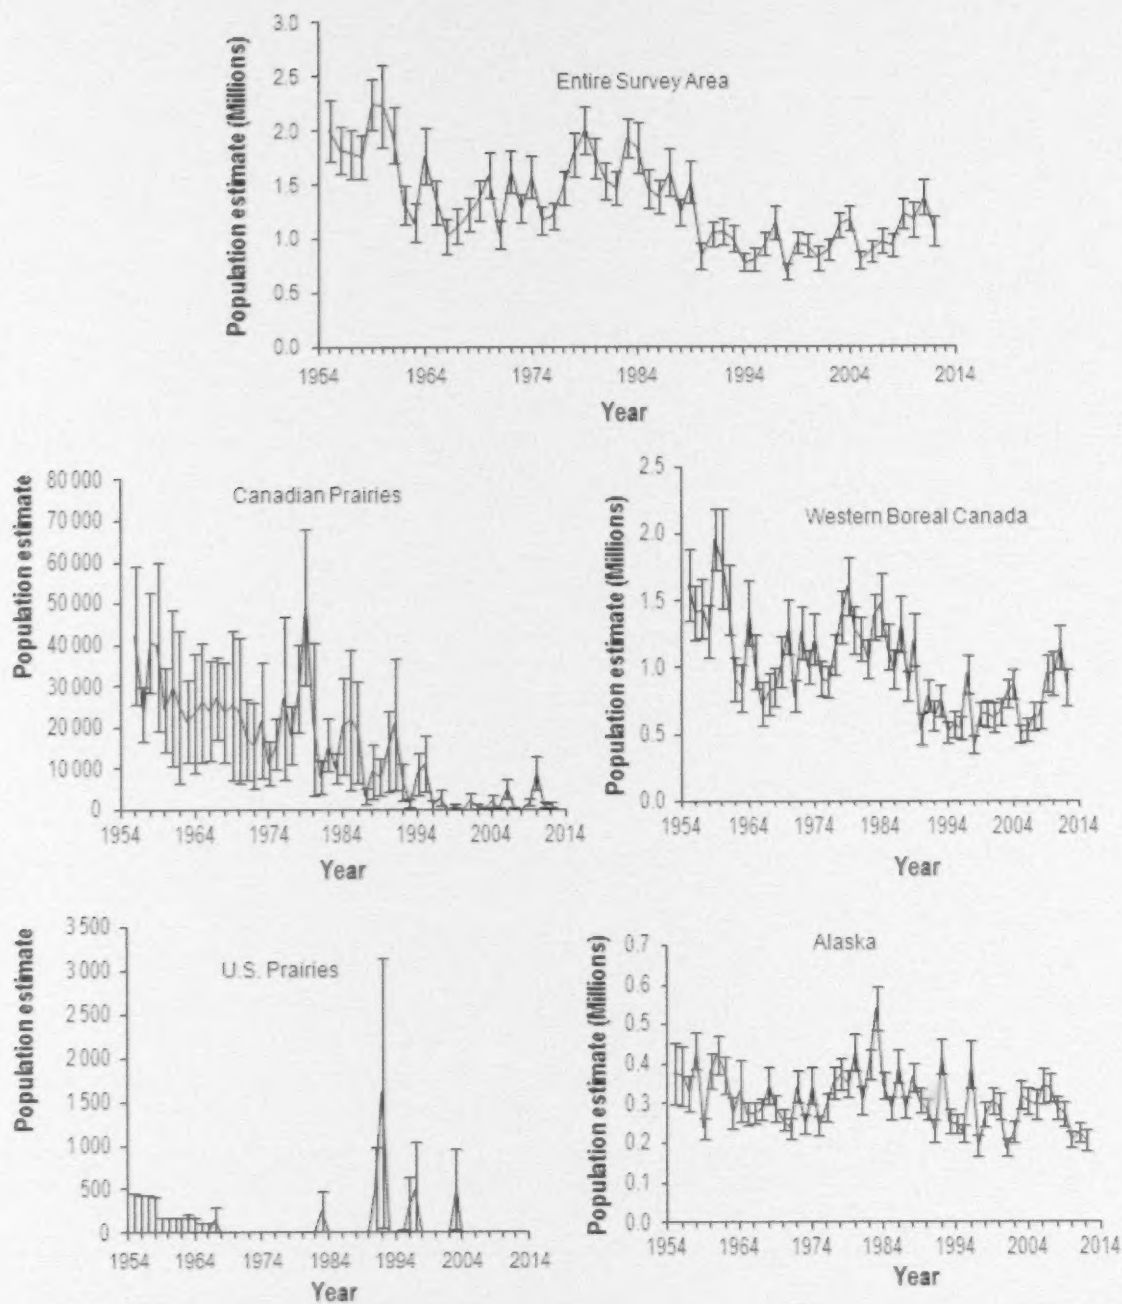 Entire Survey Area
Population estimate (Millions)
3.0
2.5
2.0
1.5
1.0
0.5
0.0
1954 1964 1974 1984 1994 2004 2014
Year
Canadian Prairies
Population estimate
80 000
70 000
60 000
50 000
40 000
30 000
20 000
10 000
0
1954 1964 1974 1984 1994 2004 2014
Year
Western Boreal Canada
Population estimate (Millions)
2.5
2.0
1.5
1.0
0.5
0.0
1954 1964 1974 1984 1994 2004 2014
Year
U.S. Prairies
Population estimate
3 500
3 000
2 500
2 000
1 500
1 000
500
0
1954 1964 1974 1984 1994 2004 2014
Year
Alaska
Population estimate (Millions)
0.7
0.6
0.5
0.4
0.3
0.2
0.1
0.0
1954 1964 1974 1984 1994 2004 2014
Year